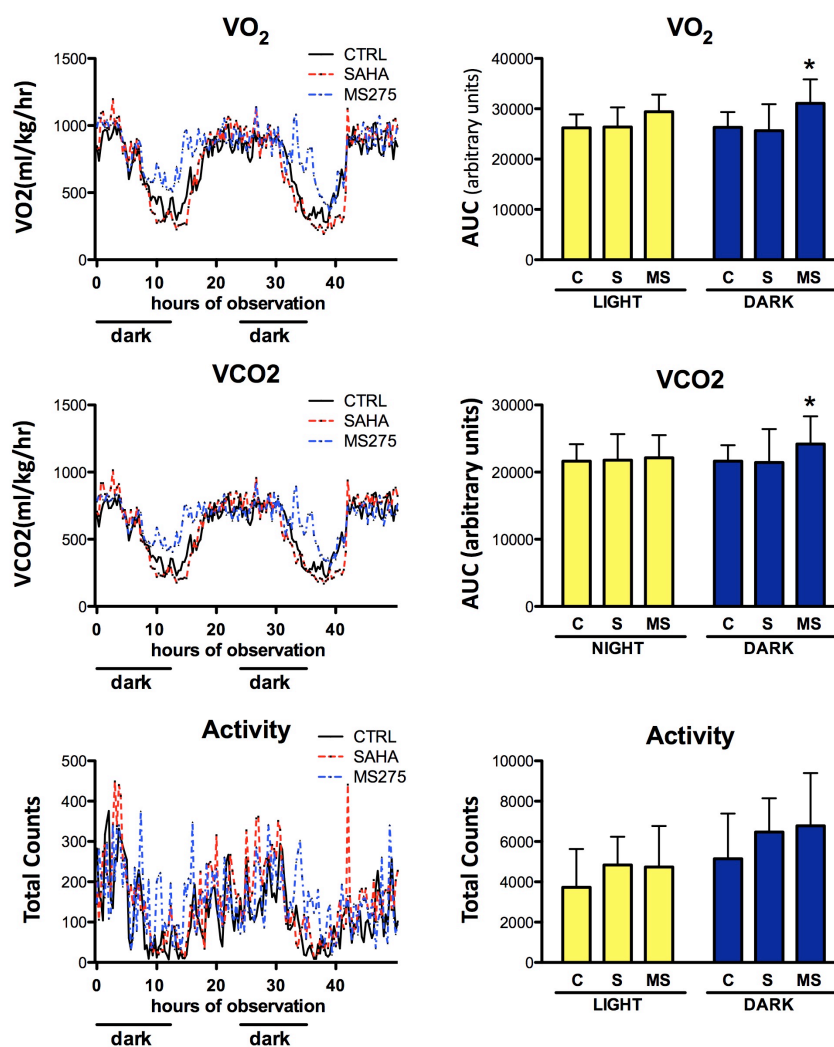 VO2
CTRL
SAHA
MS275
VO2(ml/kg/hr)
1500
1000
500
0
0 10 20 30 40
hours of observation
dark dark
VO2
*
AUC (arbitrary units)
40000
30000
20000
10000
0
C S MS C S MS
LIGHT DARK
VCO2
CTRL
SAHA
MS275
VCO2(ml/kg/hr)
1500
1000
500
0
0 10 20 30 40
hours of observation
dark dark
VCO2
*
AUC (arbitrary units)
30000
20000
10000
0
C S MS C S MS
NIGHT DARK
Activity
CTRL
SAHA
MS275
Total Counts
500
400
300
200
100
0
0 10 20 30 40
hours of observation
dark dark
Activity
Total Counts
10000
8000
6000
4000
2000
0
C S MS C S MS
LIGHT DARK